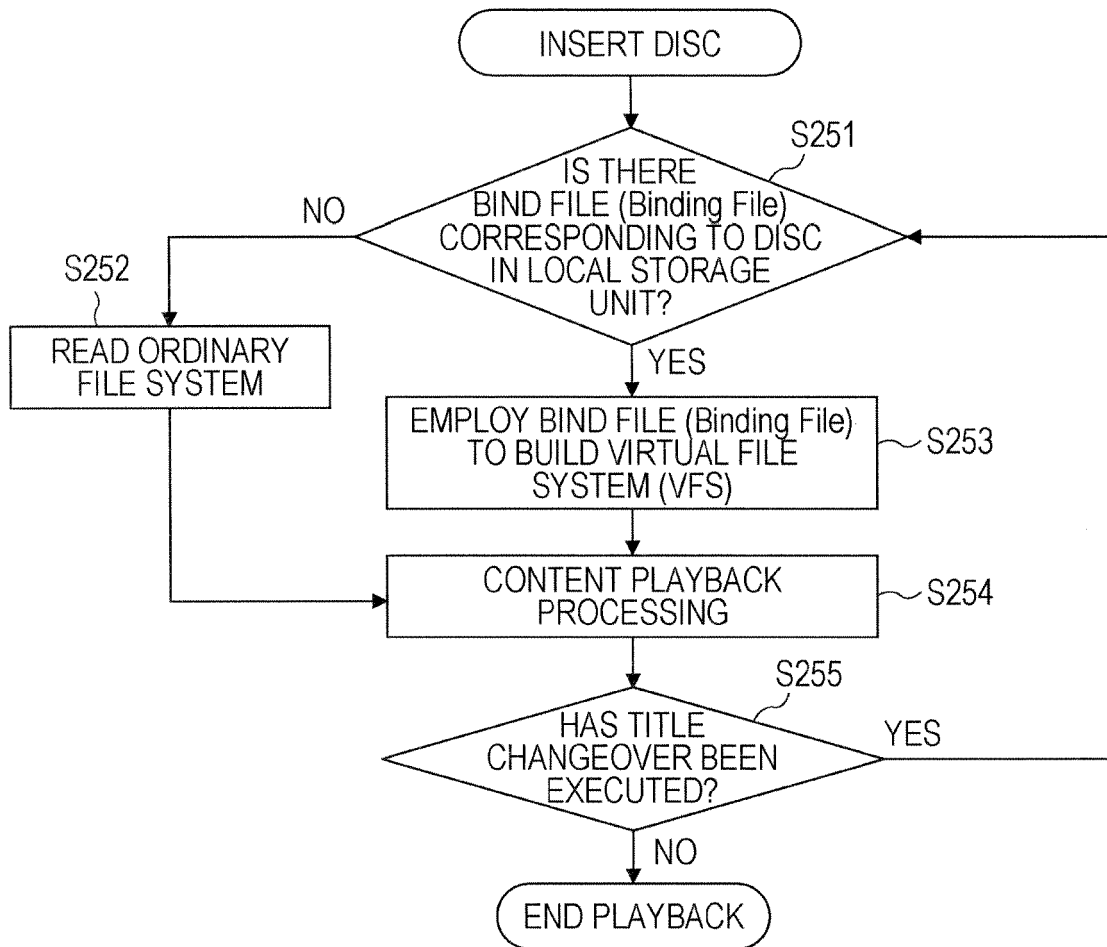 INSERT DISC
S251
IS THERE
BIND FILE (Binding File)
CORRESPONDING TO DISC
IN LOCAL STORAGE
UNIT?
NO
S252
READ ORDINARY
FILE SYSTEM
YES
EMPLOY BIND FILE (Binding File)
TO BUILD VIRTUAL FILE
SYSTEM (VFS)
S253
CONTENT PLAYBACK
PROCESSING
S254
S255
HAS TITLE
CHANGEOVER BEEN
EXECUTED?
YES
NO
END PLAYBACK